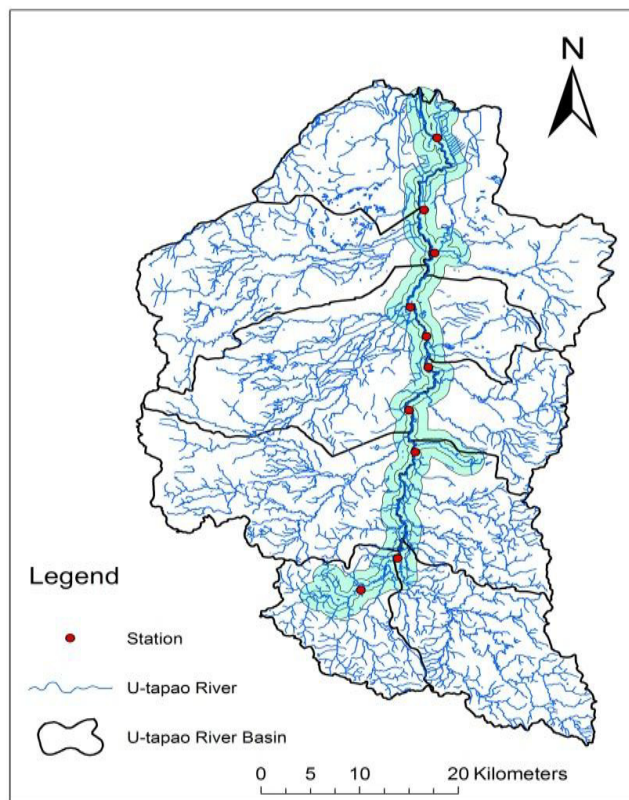 N
Legend
Station
U-tapao River
U-tapao River Basin
0 5 10 20 Kilometers